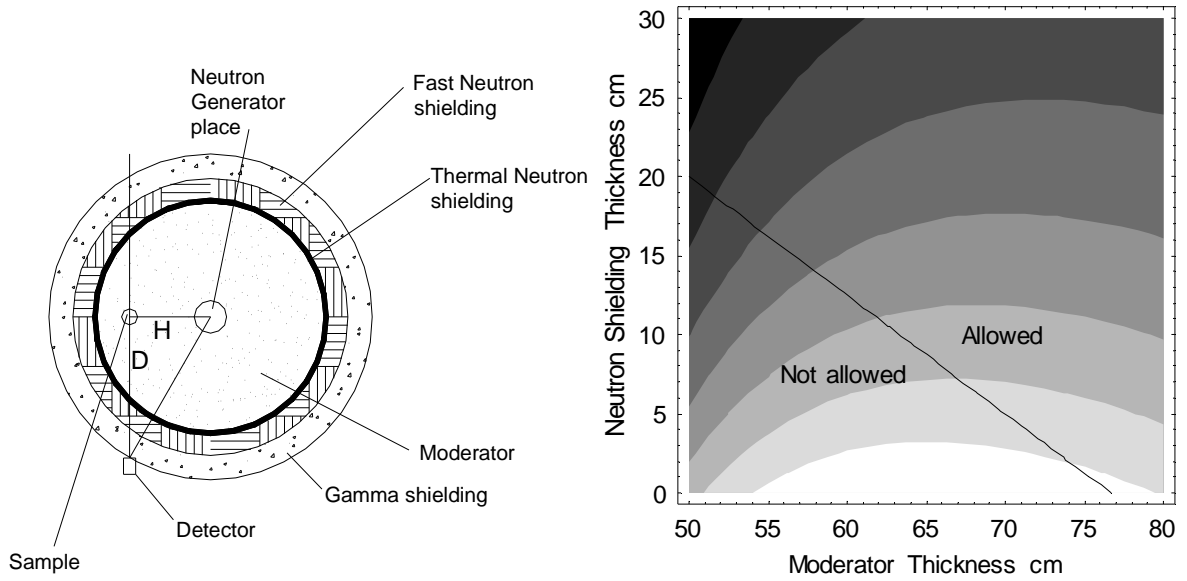 Neutron
Generator
place
Fast Neutron
shielding
Thermal Neutron
shielding
H
D
Moderator
Gamma shielding
Detector
Sample
Neutron Shielding Thickness cm
30
25
20
15
10
5
0
Allowed
Not allowed
50 55 60 65 70 75 80
Moderator Thickness cm